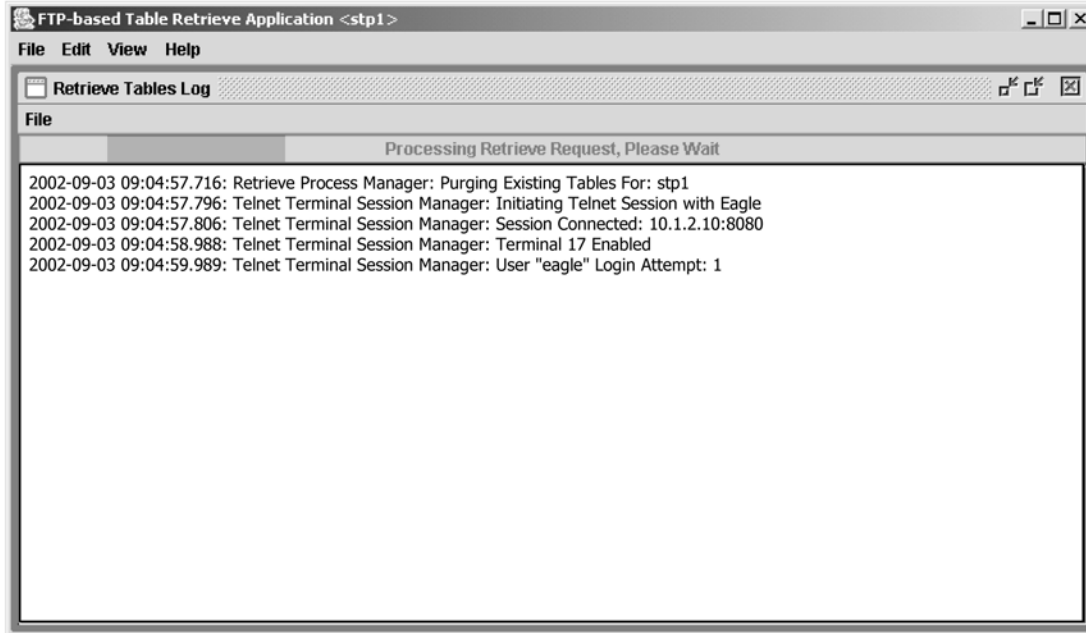 FTP-based Table Retrieve Application <stp1>
File Edit View Help
Retrieve Tables Log
File
Processing Retrieve Request, Please Wait
2002-09-03 09:04:57.716: Retrieve Process Manager: Purging Existing Tables For: stp1
2002-09-03 09:04:57.796: Telnet Terminal Session Manager: Initiating Telnet Session with Eagle
2002-09-03 09:04:57.806: Telnet Terminal Session Manager: Session Connected: 10.1.2.10:8080
2002-09-03 09:04:58.988: Telnet Terminal Session Manager: Terminal 17 Enabled
2002-09-03 09:04:59.989: Telnet Terminal Session Manager: User "eagle" Login Attempt: 1